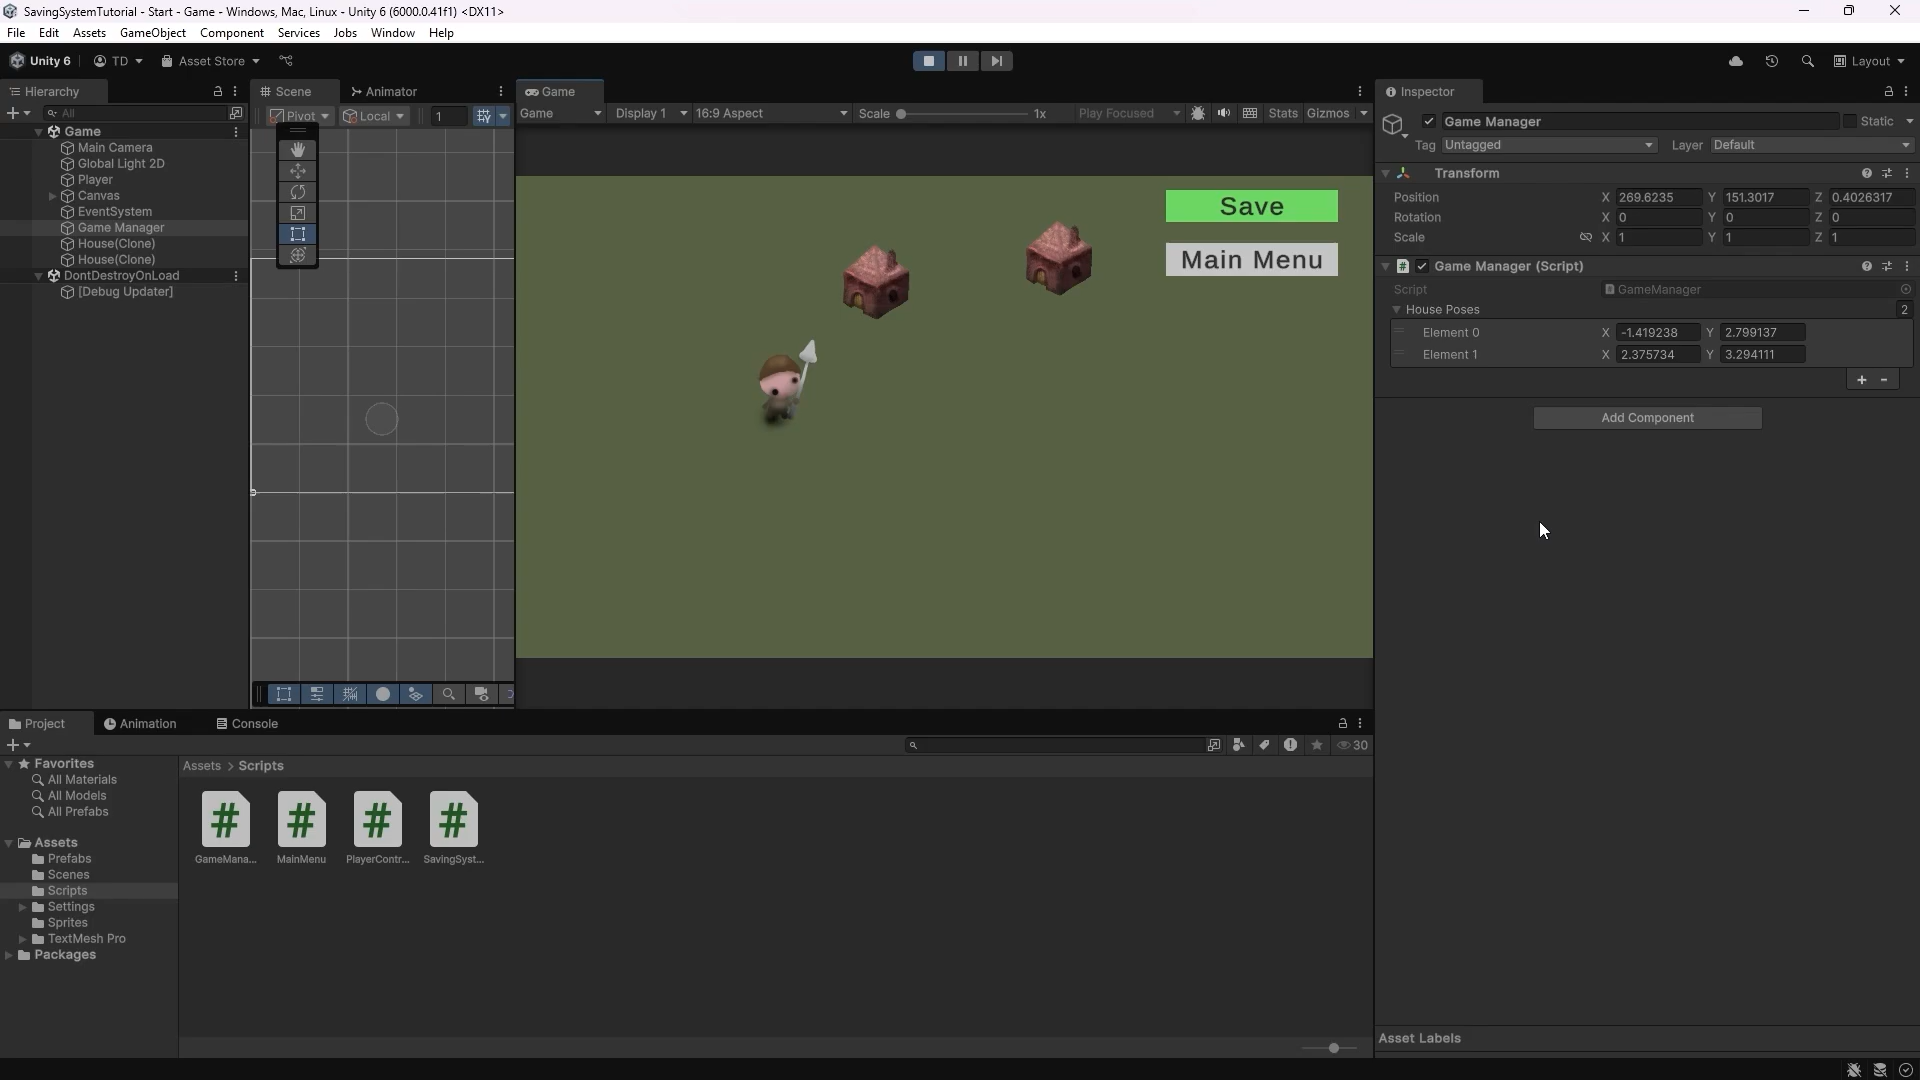 SavingSystemTutorial - Start - Game - Windows, Mac, Linux - Unity 6 (6000.0.41f1) <DX11>
File Edit Assets GameObject Component Services Jobs Window Help
Unity 6 TD Asset Store Layout
Hierarchy
All
Game
Main Camera
Global Light 2D
Player
Canvas
EventSystem
Game Manager
House(Clone)
House(Clone)
DontDestroyOnLoad
[Debug Updater]
Scene Animator
Pivot Local 1
Game
Game Display 1 16:9 Aspect Scale 1x Play Focused Stats Gizmos
Save
Main Menu
Inspector
Game Manager Static
Tag Untagged Layer Default
Transform
Position X 269.6235 Y 151.3017 Z 0.4026317
Rotation X 0 Y 0 Z 0
Scale X 1 Y 1 Z 1
# Game Manager (Script)
Script # GameManager
House Poses 2
Element 0 X -1.419238 Y 2.799137
Element 1 X 2.375734 Y 3.294111
+ -
Add Component
Asset Labels
Project Animation Console
30
Favorites
All Materials
All Models
All Prefabs
Assets
Prefabs
Scenes
Scripts
Settings
Sprites
TextMesh Pro
Packages
Assets > Scripts
# # # #
GameMana... MainMenu PlayerContr... SavingSyst...